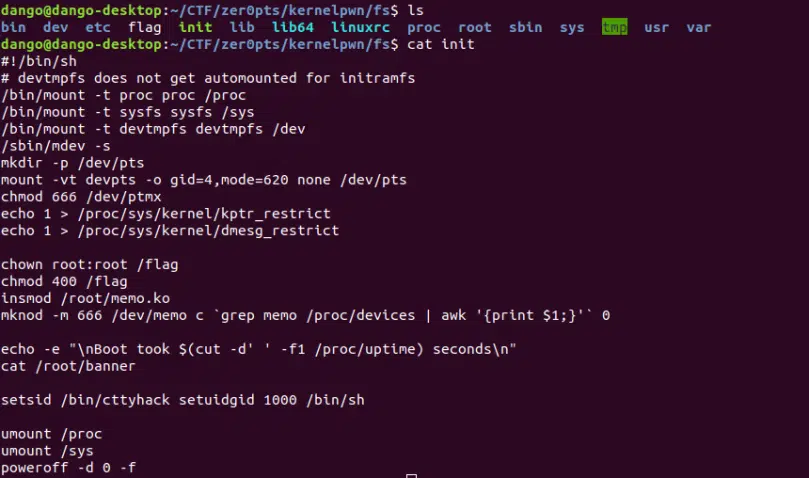 dango@dango-desktop:~/CTF/zer0pts/kernelpwn/fs$ ls
bin dev etc flag init lib lib64 linuxrc proc root sbin sys tmp usr var
dango@dango-desktop:~/CTF/zer0pts/kernelpwn/fs$ cat init
#!/bin/sh
# devtmpfs does not get automounted for initramfs
/bin/mount -t proc proc /proc
/bin/mount -t sysfs sysfs /sys
/bin/mount -t devtmpfs devtmpfs /dev
/sbin/mdev -s
mkdir -p /dev/pts
mount -vt devpts -o gid=4,mode=620 none /dev/pts
chmod 666 /dev/ptmx
echo 1 > /proc/sys/kernel/kptr_restrict
echo 1 > /proc/sys/kernel/dmesg_restrict
chown root:root /flag
chmod 400 /flag
insmod /root/memo.ko
mknod -m 666 /dev/memo c `grep memo /proc/devices | awk '{print $1;}'` 0
echo -e "\nBoot took $(cut -d' ' -f1 /proc/uptime) seconds\n"
cat /root/banner
setsid /bin/cttyhack setuidgid 1000 /bin/sh
umount /proc
umount /sys
poweroff -d 0 -f